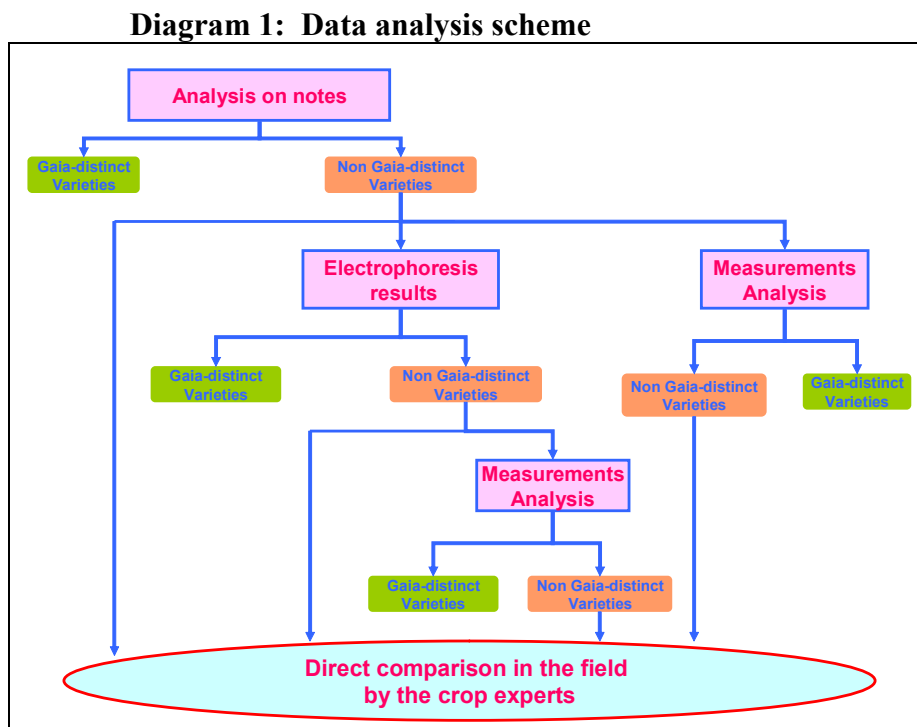 Diagram 1: Data analysis scheme
Analysis on notes
Gaia-distinct
Varieties
Non Gaia-distinct
Varieties
Electrophoresis
results
Measurements
Analysis
Gaia-distinct
Varieties
Non Gaia-distinct
Varieties
Non Gaia-distinct
Varieties
Gaia-distinct
Varieties
Measurements
Analysis
Gaia-distinct
Varieties
Non Gaia-distinct
Varieties
Direct comparison in the field
by the crop experts